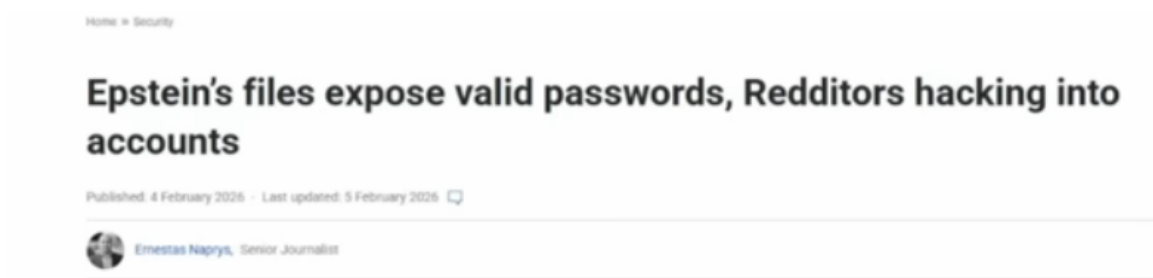 Home » Security
Epstein's files expose valid passwords, Redditors hacking into
accounts
Published: 4 February 2026 · Last updated: 5 February 2026
Ernestas Naprys, Senior Journalist